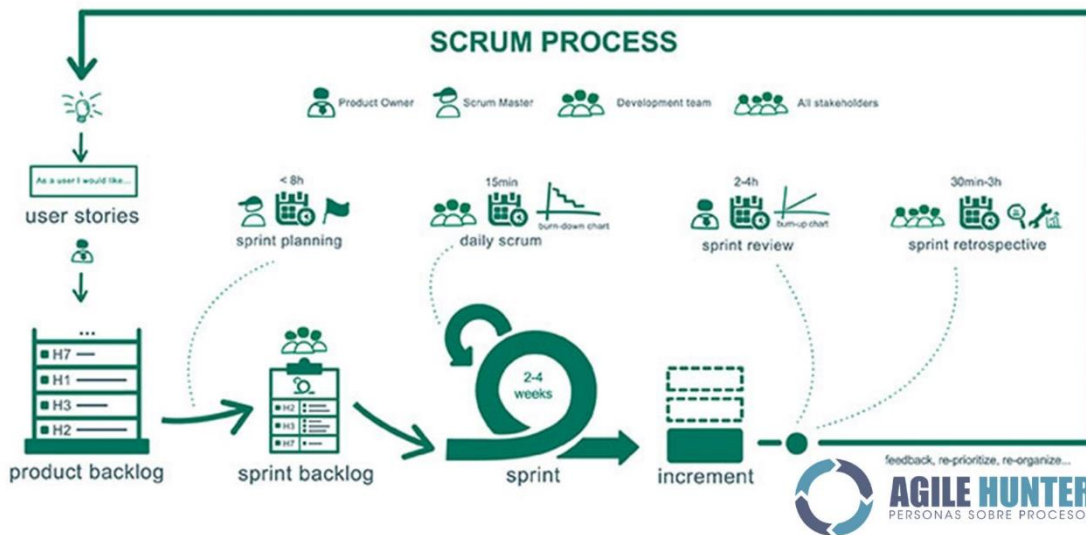 SCRUM PROCESS
Product Owner
Scrum Master
Development team
All stakeholders
As a user I would like...
user stories
< 8h
sprint planning
15min
burn-down chart
daily scrum
2-4h
burn-up chart
sprint review
30min-3h
sprint retrospective
...
H7
H1
H3
H2
product backlog
H2
H3
H7
sprint backlog
2-4
weeks
sprint
increment
feedback, re-prioritize, re-organize...
AGILE HUNTER
PERSONAS SOBRE PROCESO